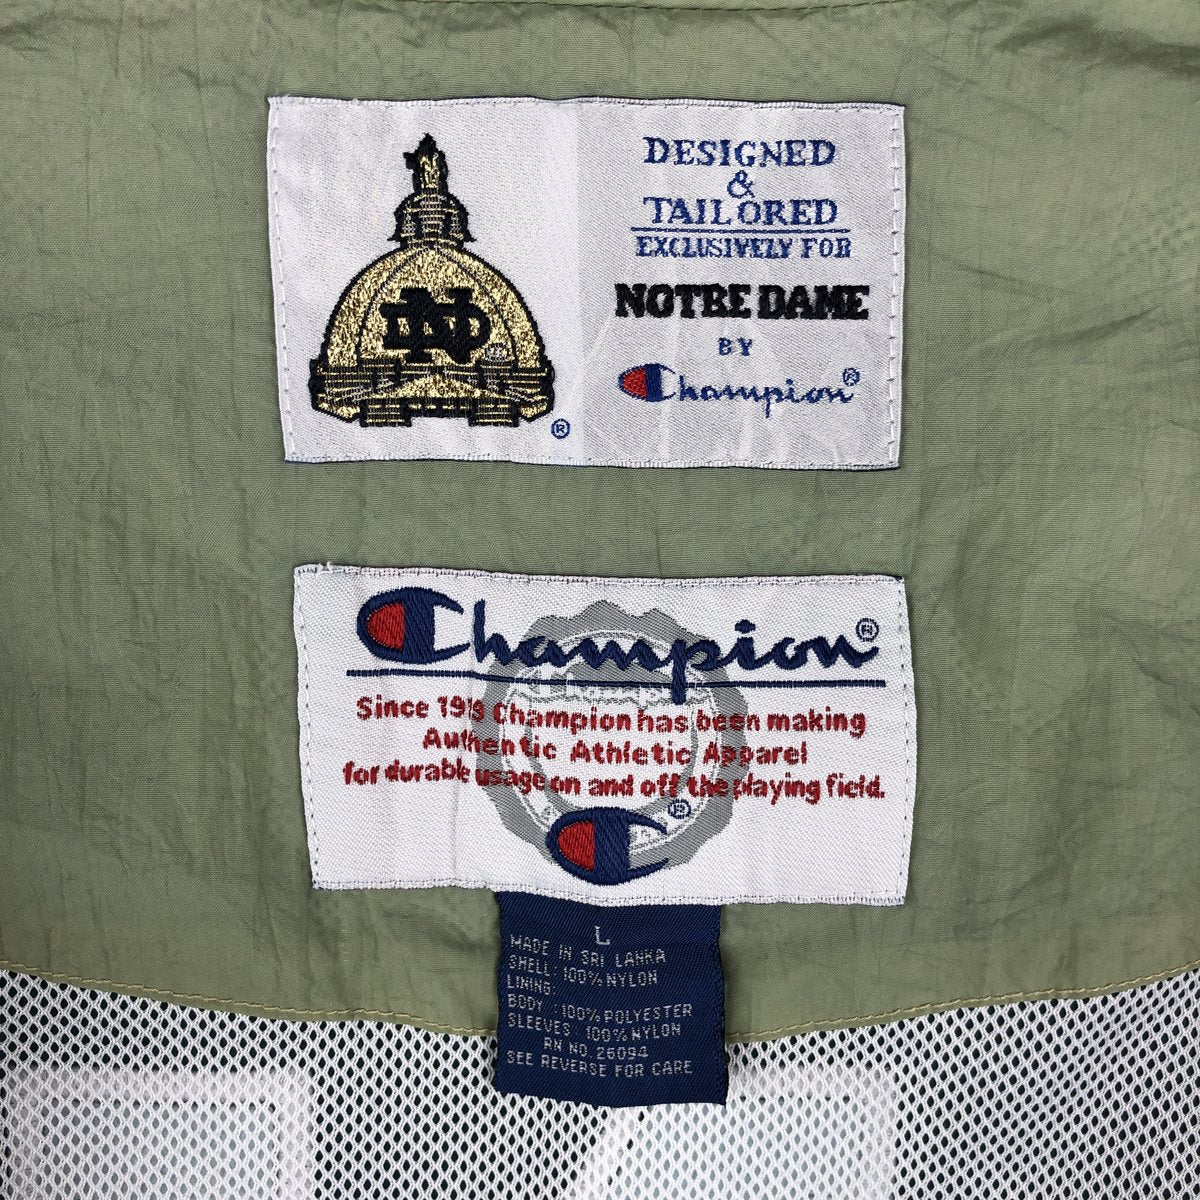 DESIGNED
&
TAILORED
EXCLUSIVELY FOR
NOTRE DAME
BY
Champion®
ND
®
Champion®
Champion
Since 1919 Champion has been making
Authentic Athletic Apparel
for durable usage on and off the playing field.
®
L
MADE IN SRI LANKA
SHELL: 100% NYLON
LINING:
BODY :100% POLYESTER
SLEEVES: 100% NYLON
RN NO. 26094
SEE REVERSE FOR CARE